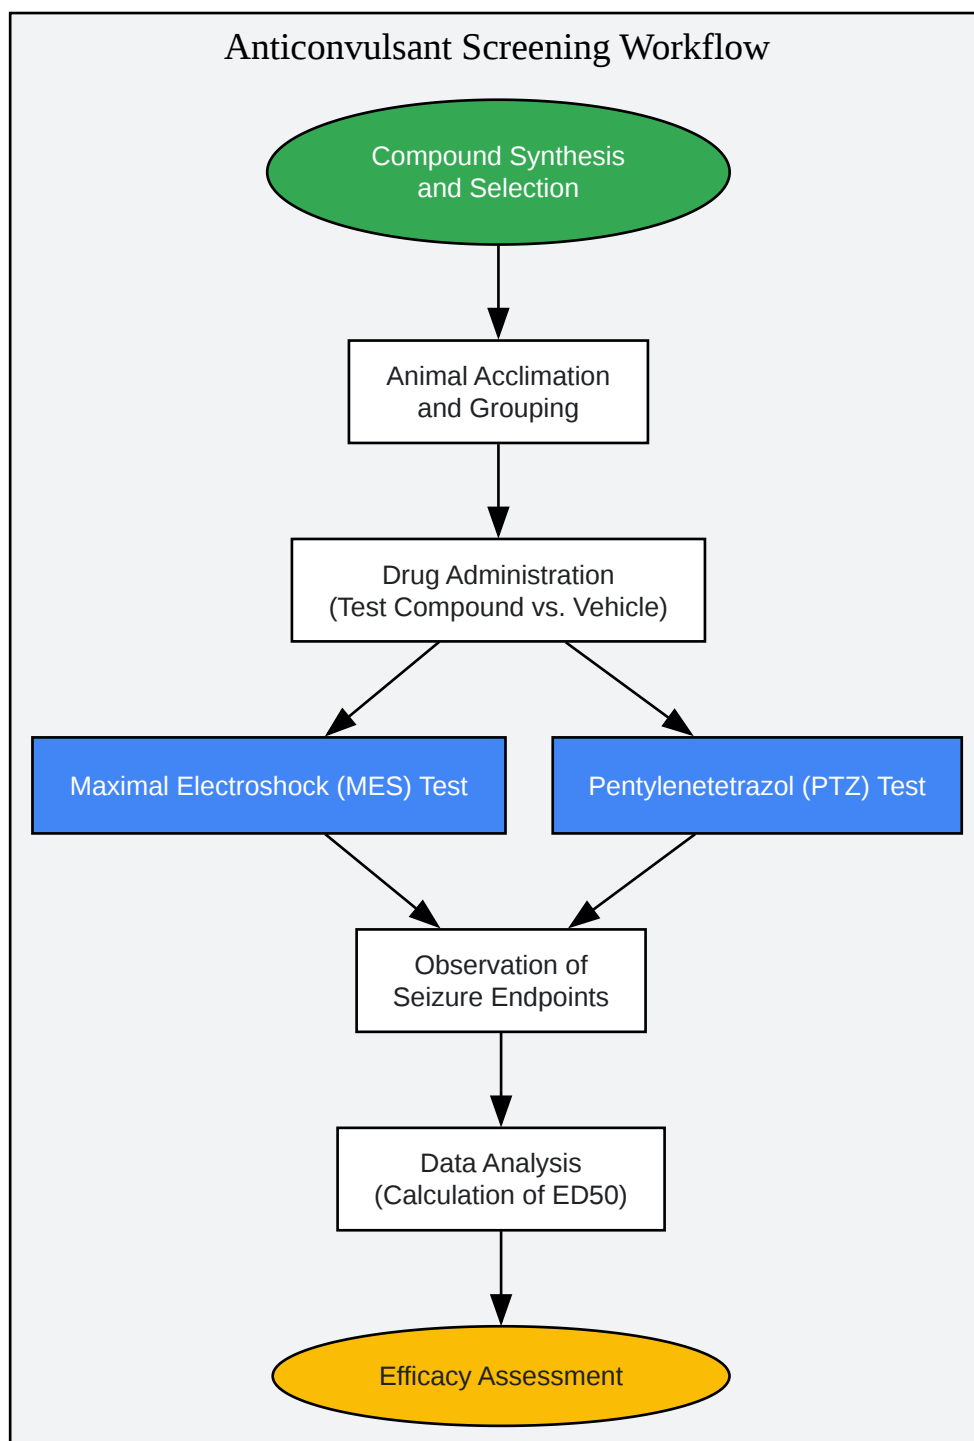 Anticonvulsant Screening Workflow
Compound Synthesis
and Selection
Animal Acclimation
and Grouping
Drug Administration
(Test Compound vs. Vehicle)
Maximal Electroshock (MES) Test
Pentylenetetrazol (PTZ) Test
Observation of
Seizure Endpoints
Data Analysis
(Calculation of ED50)
Efficacy Assessment